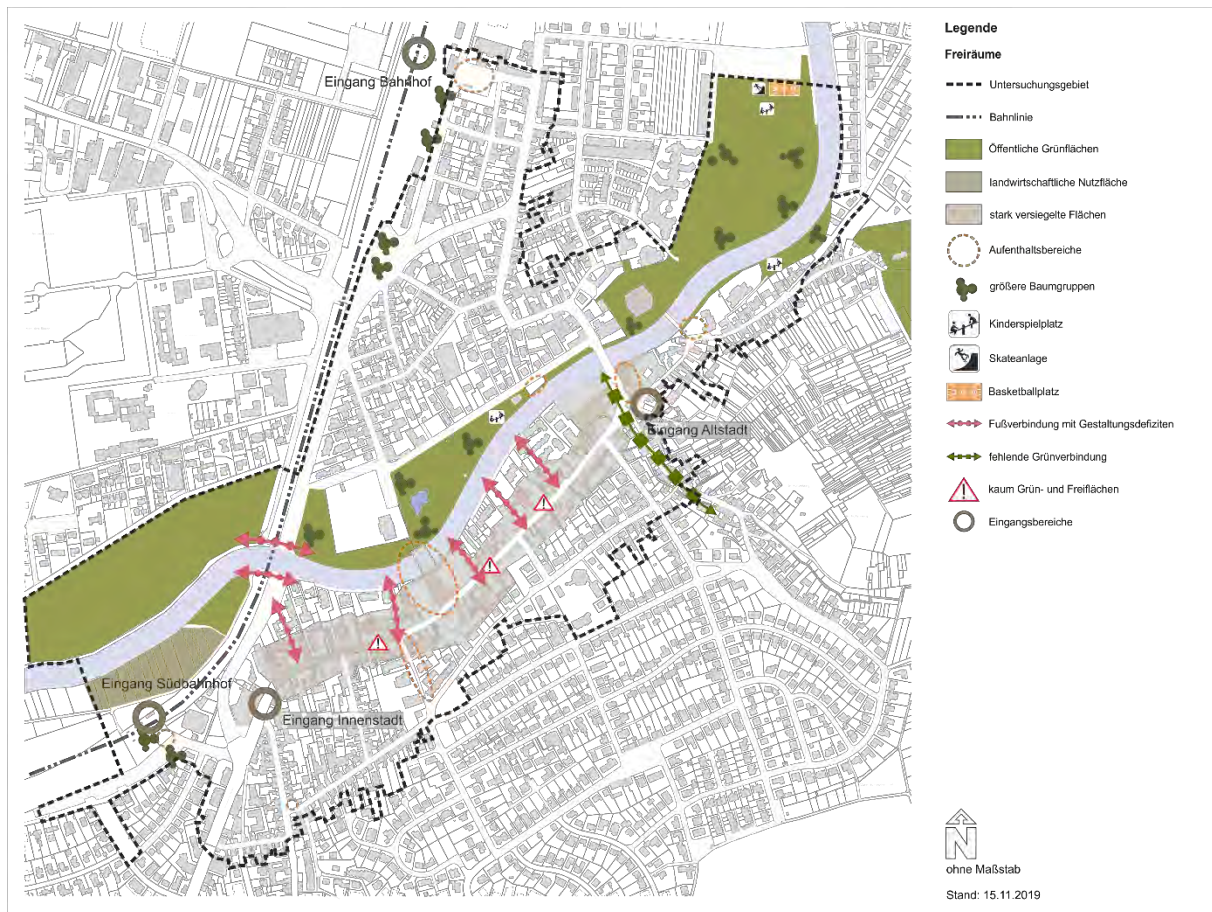 Eingang Bahnhof
Eingang Altstadt
Eingang Südbahnhof
Eingang Innenstadt
Legende
Freiräume
Untersuchungsgebiet
Bahnlinie
Öffentliche Grünflächen
landwirtschaftliche Nutzfläche
stark versiegelte Flächen
Aufenthaltsbereiche
größere Baumgruppen
Kinderspielplatz
Skateanlage
Basketballplatz
Fußverbindung mit Gestaltungsdefiziten
fehlende Grünverbindung
kaum Grün- und Freiflächen
Eingangsbereiche
N
ohne Maßstab
Stand: 15.11.2019